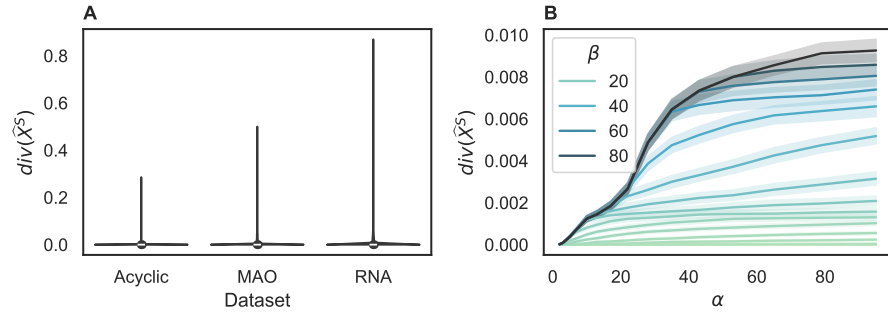 A
div(X̂^S)
0.8
0.6
0.4
0.2
0.0
Acyclic MAO RNA
Dataset
B
div(X̂^S)
0.010
0.008
0.006
0.004
0.002
0.000
β
20
40
60
80
0 20 40 60 80
α